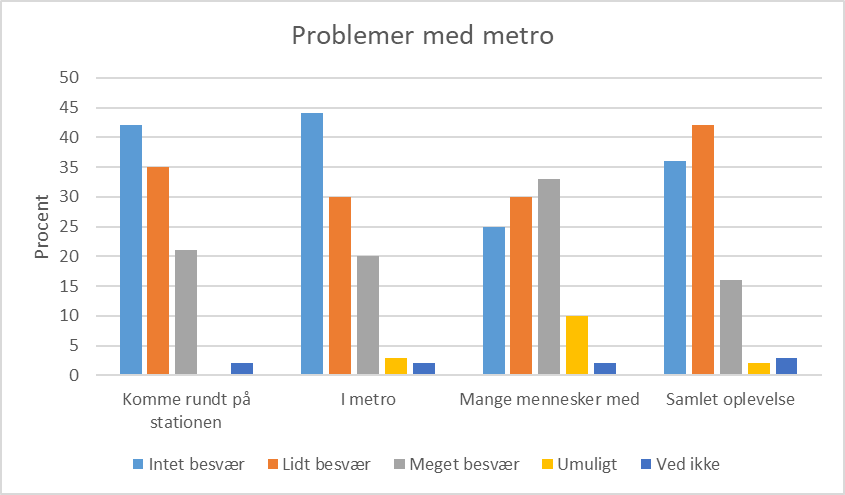 Problemer med metro
Procent
50
45
40
35
30
25
20
15
10
5
0
Komme rundt på
stationen
I metro
Mange mennesker med
Samlet oplevelse
Intet besvær
Lidt besvær
Meget besvær
Umuligt
Ved ikke